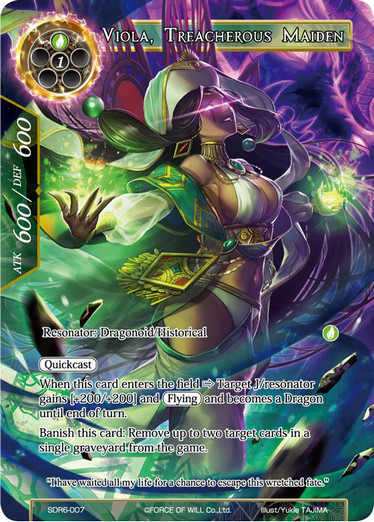 Viola, Treacherous Maiden
1
ATK 600 / DEF 600
Resonator: Dragonoid/Historical
Quickcast
When this card enters the field ⇨ Target J/resonator
gains [+200/+200] and Flying and becomes a Dragon
until end of turn.
Banish this card: Remove up to two target cards in a
single graveyard from the game.
"I have waited all my life for a chance to escape this wretched fate."
SDR6-007 ©FORCE OF WILL Co.,Ltd. Illust/Yukie TAJIMA